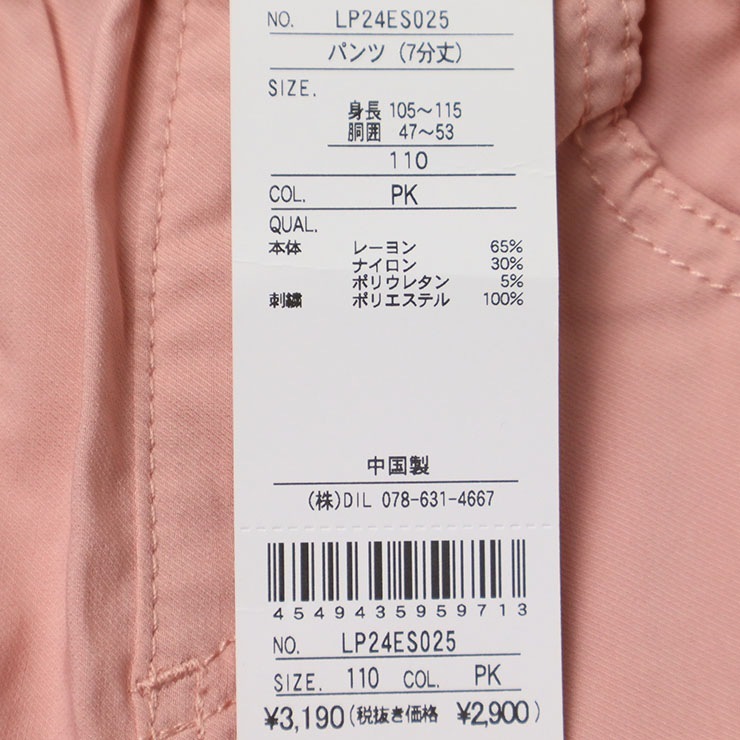 NO. LP24ES025
パンツ (7分丈)
SIZE.
身長 105～115
胴囲 47～53
110
COL. PK
QUAL.
本体 レーヨン 65%
ナイロン 30%
ポリウレタン 5%
刺繍 ポリエステル 100%
中国製
(株)DIL 078-631-4667
4549435959713
NO. LP24ES025
SIZE. 110 COL. PK
¥3,190(税抜き価格 ¥2,900)